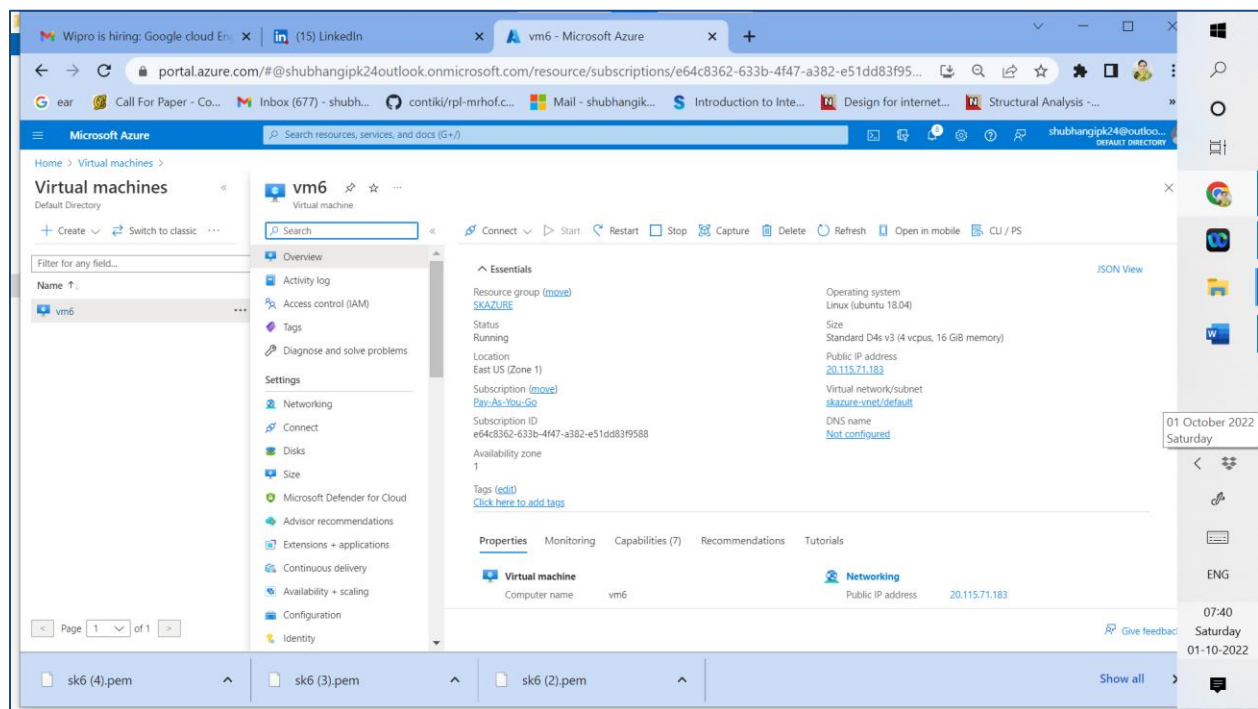 Wipro is hiring: Google cloud En
(15) LinkedIn
vm6 - Microsoft Azure
portal.azure.com/#@shubhangipk24outlook.onmicrosoft.com/resource/subscriptions/e64c8362-633b-4f47-a382-e51dd83f95...
ear
Call For Paper - Co...
Inbox (677) - shubh...
contiki/rpl-mrhof.c...
Mail - shubhangik...
Introduction to Inte...
Design for internet...
Structural Analysis -...
Microsoft Azure
Search resources, services, and docs (G+/)
shubhangipk24@outloo...
DEFAULT DIRECTORY
Home > Virtual machines >
Virtual machines
Default Directory
Create
Switch to classic
Filter for any field...
Name ↑↓
vm6
Page 1 of 1
vm6
Virtual machine
Search
Overview
Activity log
Access control (IAM)
Tags
Diagnose and solve problems
Settings
Networking
Connect
Disks
Size
Microsoft Defender for Cloud
Advisor recommendations
Extensions + applications
Continuous delivery
Availability + scaling
Configuration
Identity
Connect Start Restart Stop Capture Delete Refresh Open in mobile CLI / PS
Essentials
JSON View
Resource group (move)
SKAZURE
Status
Running
Location
East US (Zone 1)
Subscription (move)
Pay-As-You-Go
Subscription ID
e64c8362-633b-4f47-a382-e51dd83f9588
Availability zone
1
Tags (edit)
Click here to add tags
Operating system
Linux (ubuntu 18.04)
Size
Standard D4s v3 (4 vcpus, 16 GiB memory)
Public IP address
20.115.71.183
Virtual network/subnet
skazure-vnet/default
DNS name
Not configured
Properties Monitoring Capabilities (7) Recommendations Tutorials
Virtual machine
Computer name vm6
Networking
Public IP address 20.115.71.183
Give feedbac
sk6 (4).pem
sk6 (3).pem
sk6 (2).pem
Show all
01 October 2022
Saturday
ENG
07:40
Saturday
01-10-2022